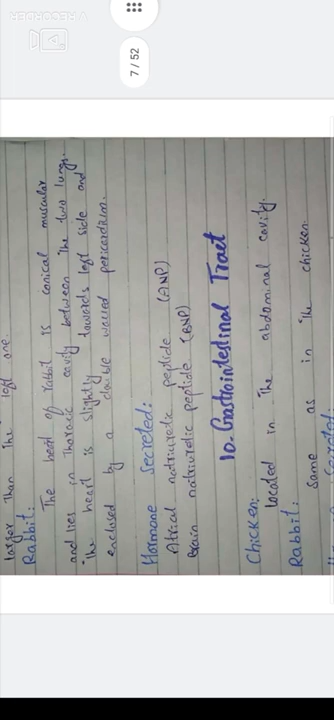 V RECORDER
7 / 52
larger than the left one.
Rabbit:
The heart of rabbit is conical muscular
and lies in thoracic cavity between the two lungs.
The heart is slightly towards left side and
enclosed by a double walled pericardium.
Hormone Secreted:
Atrial natriuretic peptide (ANP)
Brain natriuretic peptide (BNP)
10. Gastrointestinal Tract
Chicken:
Located in the abdominal cavity.
Rabbit:
Same as in the chicken.